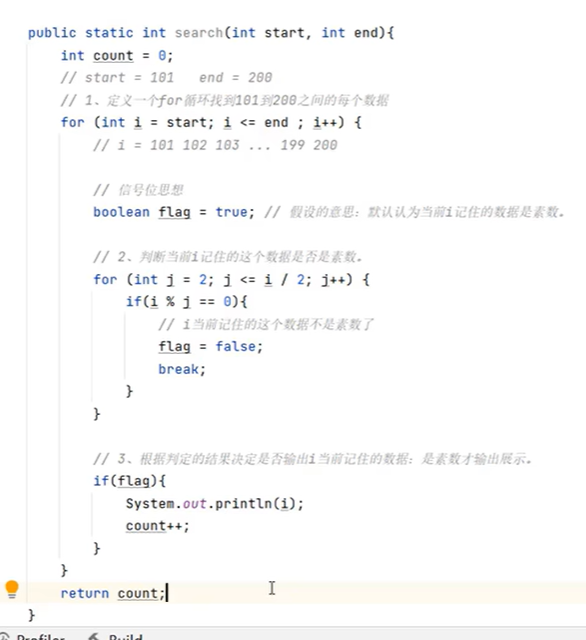 public static int search(int start, int end){
int count = 0;
// start = 101   end = 200
// 1、定义一个for循环找到101到200之间的每个数据
for (int i = start; i <= end ; i++) {
// i = 101 102 103 ... 199 200
// 信号位思想
boolean flag = true; // 假设的意思：默认认为当前i记住的数据是素数。
// 2、判断当前i记住的这个数据是否是素数。
for (int j = 2; j <= i / 2; j++) {
if(i % j == 0){
// i当前记住的这个数据不是素数了
flag = false;
break;
}
}
// 3、根据判定的结果决定是否输出i当前记住的数据：是素数才输出展示。
if(flag){
System.out.println(i);
count++;
}
}
return count;
}
Profiler
Build